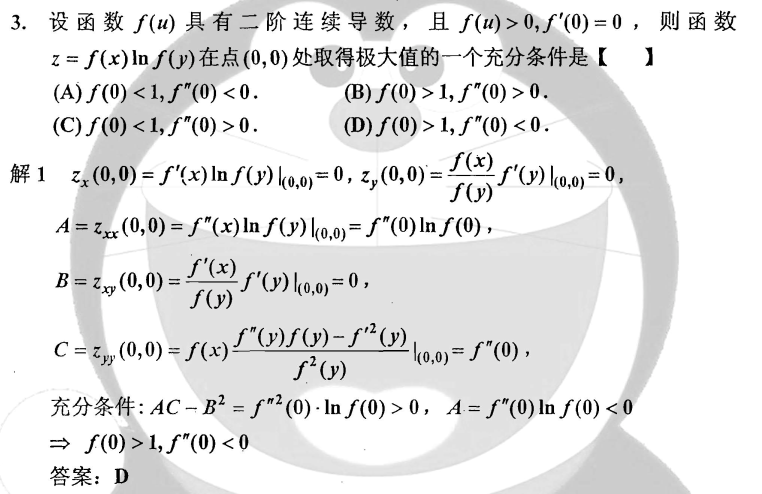 3. 设函数 f(u) 具有二阶连续导数，且 f(u)>0, f′(0)=0，则函数
z=f(x)ln f(y)在点(0,0)处取得极大值的一个充分条件是【 】
(A) f(0)<1, f″(0)<0. (B) f(0)>1, f″(0)>0.
(C) f(0)<1, f″(0)>0. (D) f(0)>1, f″(0)<0.
解1 z_x(0,0)=f′(x)ln f(y)|_(0,0)=0, z_y(0,0)=\frac{f(x)}{f(y)}f′(y)|_(0,0)=0,
A=z_xx(0,0)=f″(x)ln f(y)|_(0,0)=f″(0)ln f(0)，
B=z_xy(0,0)=\frac{f′(x)}{f(y)}f′(y)|_(0,0)=0，
C=z_yy(0,0)=f(x)\frac{f″(y)f(y)-f′²(y)}{f²(y)}|_(0,0)=f″(0)，
充分条件: AC-B²=f″²(0)·ln f(0)>0，A=f″(0)ln f(0)<0
⇒ f(0)>1, f″(0)<0
答案：D